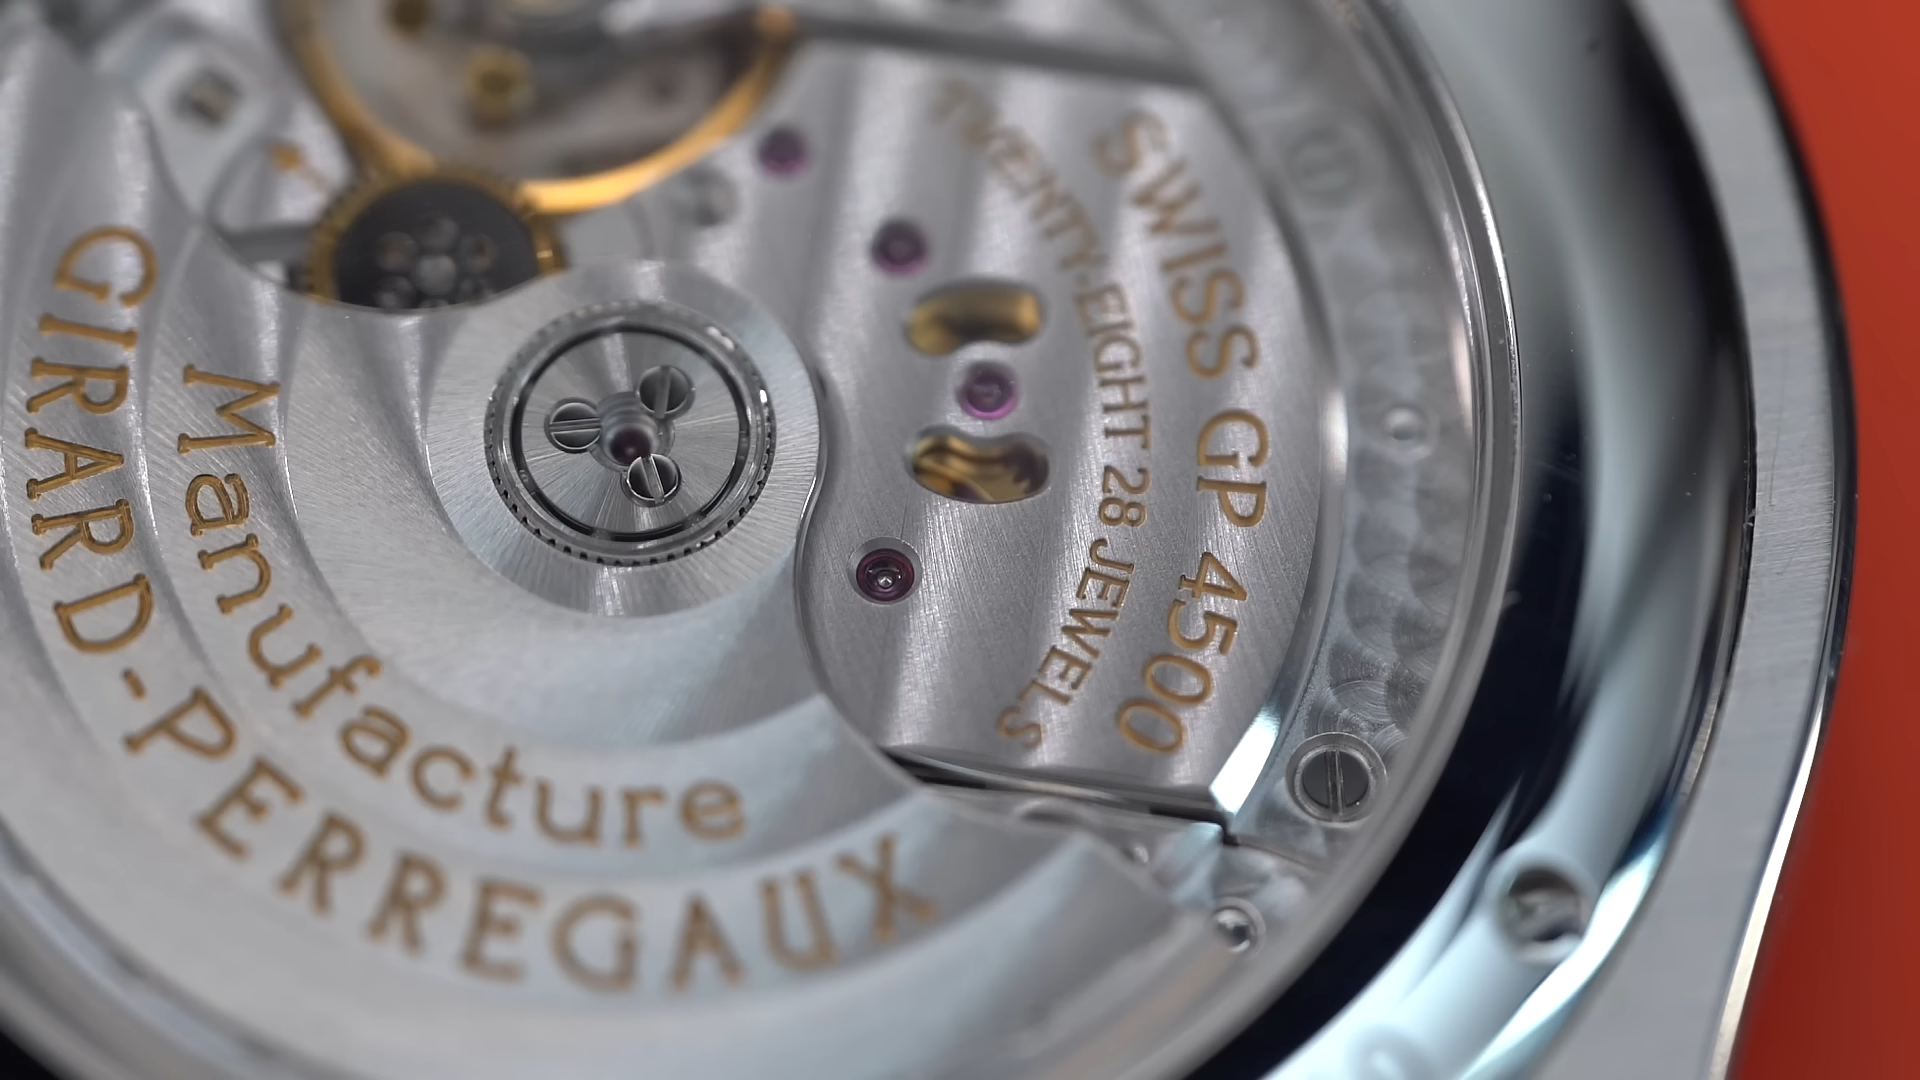 GIRARD-PERREGAUX
Manufacture
SWISS GP 4500
TWENTY-EIGHT 28 JEWELS